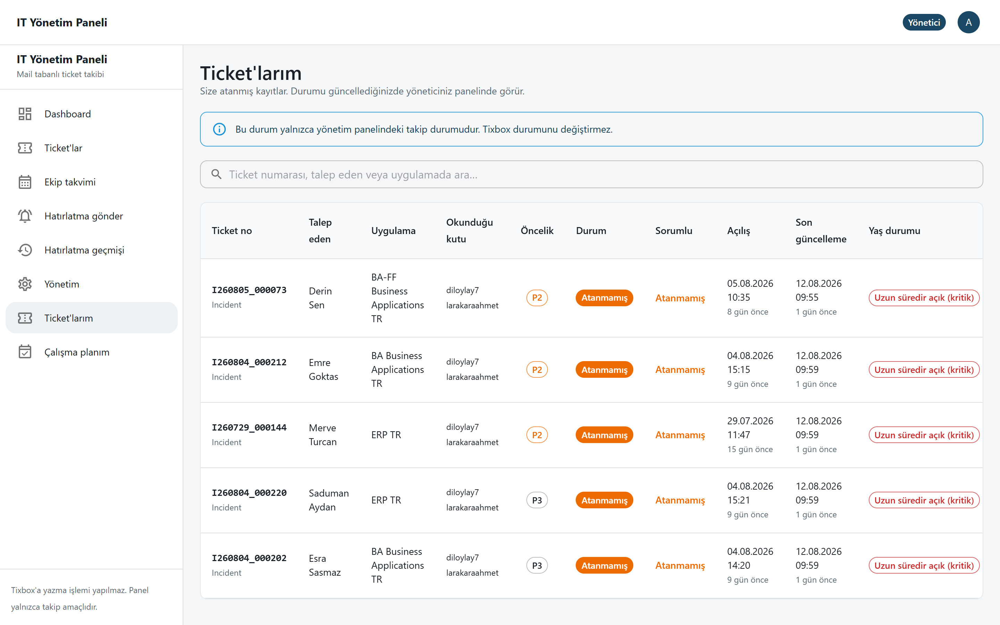 IT Yönetim Paneli
Yönetici
A
IT Yönetim Paneli
Mail tabanlı ticket takibi
Dashboard
Ticket'lar
Ekip takvimi
Hatırlatma gönder
Hatırlatma geçmişi
Yönetim
Ticket'larım
Çalışma planım
Tixbox'a yazma işlemi yapılmaz. Panel
yalnızca takip amaçlıdır.
Ticket'larım
Size atanmış kayıtlar. Durumu güncellediğinizde yöneticiniz panelinde görür.
Bu durum yalnızca yönetim panelindeki takip durumudur. Tixbox durumunu değiştirmez.
Ticket numarası, talep eden veya uygulamada ara...
Ticket no
Talep
eden
Uygulama
Okunduğu
kutu
Öncelik
Durum
Sorumlu
Açılış
Son
güncelleme
Yaş durumu
I260805_000073
Incident
Derin
Sen
BA-FF
Business
Applications
TR
diloylay7
larakaraahmet
P2
Atanmamış
Atanmamış
05.08.2026
10:35
8 gün önce
12.08.2026
09:55
1 gün önce
Uzun süredir açık (kritik)
I260804_000212
Incident
Emre
Goktas
BA Business
Applications
TR
diloylay7
larakaraahmet
P2
Atanmamış
Atanmamış
04.08.2026
15:15
9 gün önce
12.08.2026
09:59
1 gün önce
Uzun süredir açık (kritik)
I260729_000144
Incident
Merve
Turcan
ERP TR
diloylay7
larakaraahmet
P2
Atanmamış
Atanmamış
29.07.2026
11:47
15 gün önce
12.08.2026
09:59
1 gün önce
Uzun süredir açık (kritik)
I260804_000220
Incident
Saduman
Aydan
ERP TR
diloylay7
larakaraahmet
P3
Atanmamış
Atanmamış
04.08.2026
15:21
9 gün önce
12.08.2026
09:59
1 gün önce
Uzun süredir açık (kritik)
I260804_000202
Incident
Esra
Sasmaz
BA Business
Applications
TR
diloylay7
larakaraahmet
P3
Atanmamış
Atanmamış
04.08.2026
14:20
9 gün önce
12.08.2026
09:59
1 gün önce
Uzun süredir açık (kritik)